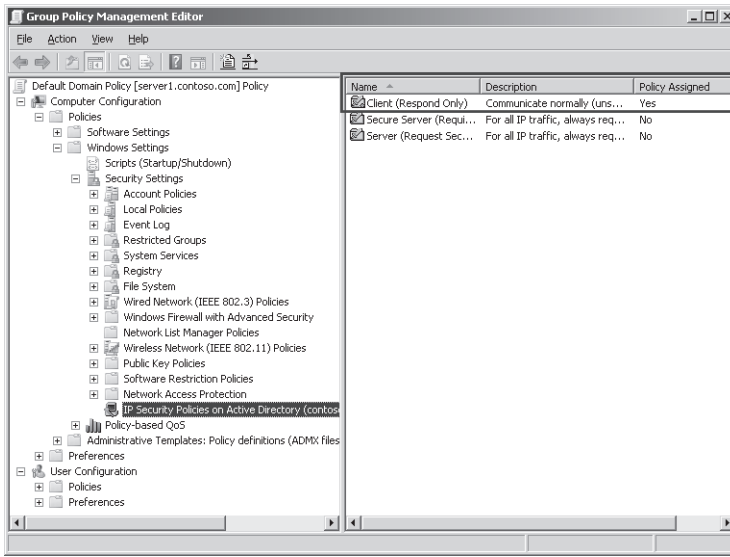 Group Policy Management Editor
File Action View Help
Default Domain Policy [server1.contoso.com] Policy
Computer Configuration
Policies
Software Settings
Windows Settings
Scripts (Startup/Shutdown)
Security Settings
Account Policies
Local Policies
Event Log
Restricted Groups
System Services
Registry
File System
Wired Network (IEEE 802.3) Policies
Windows Firewall with Advanced Security
Network List Manager Policies
Wireless Network (IEEE 802.11) Policies
Public Key Policies
Software Restriction Policies
Network Access Protection
IP Security Policies on Active Directory (contos
Policy-based QoS
Administrative Templates: Policy definitions (ADMX files
Preferences
User Configuration
Policies
Preferences
Name Description Policy Assigned
Client (Respond Only) Communicate normally (uns... Yes
Secure Server (Requi... For all IP traffic, always req... No
Server (Request Sec... For all IP traffic, always req... No